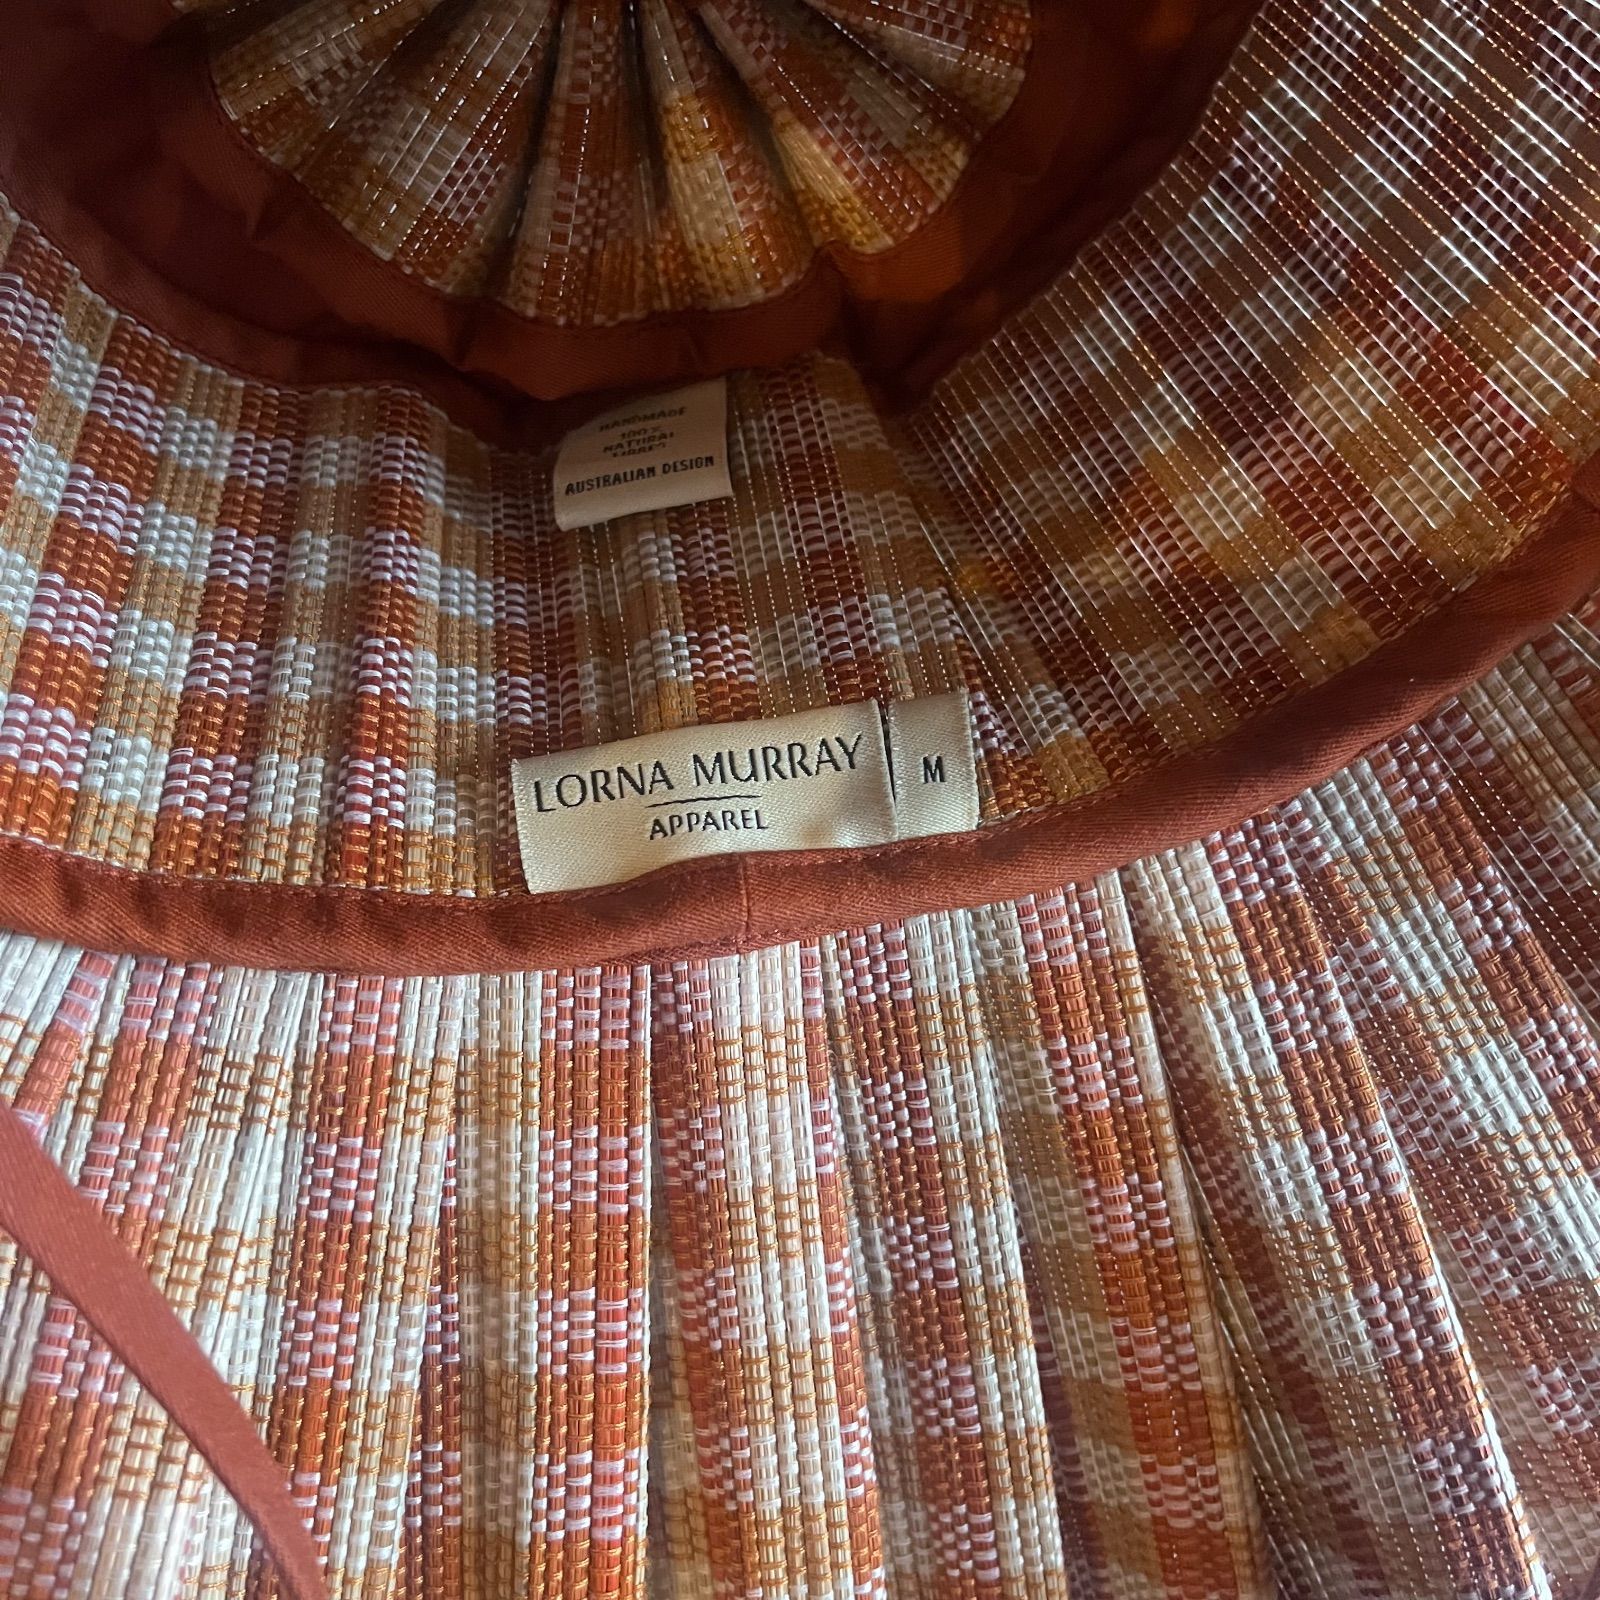 HANDMADE
100%
NATURAL
FIBRES
AUSTRALIAN DESIGN
LORNA MURRAY
APPAREL
M